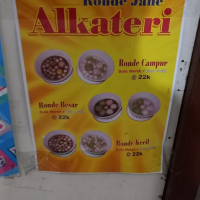 Ronde Jahe
Alkateri
Ronde Campur
@ 22k
Ronde Besar
@ 22k
Ronde Kecil
@ 22k